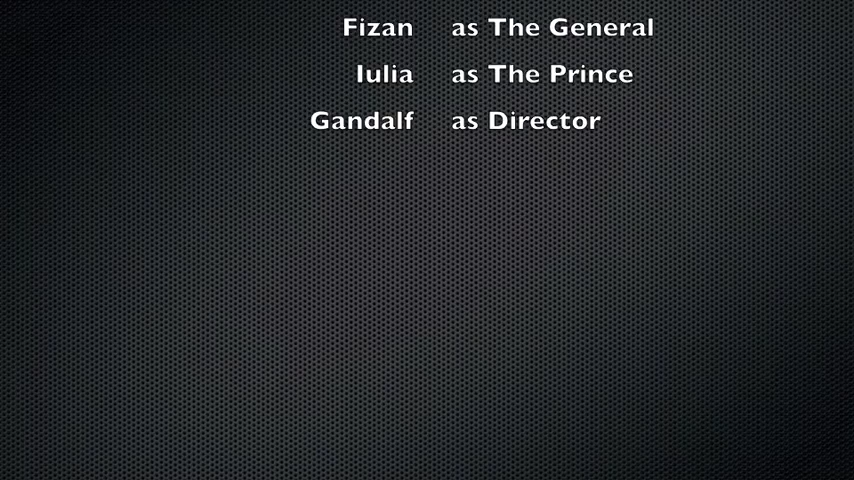 Fizan as The General
Iulia as The Prince
Gandalf as Director